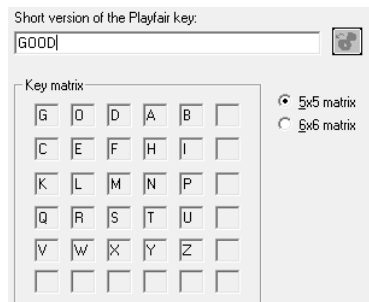 Short version of the Playfair key:
GOOD
Key matrix
G O D A B
5x5 matrix
6x6 matrix
C E F H I
K L M N P
Q R S T U
V W X Y Z